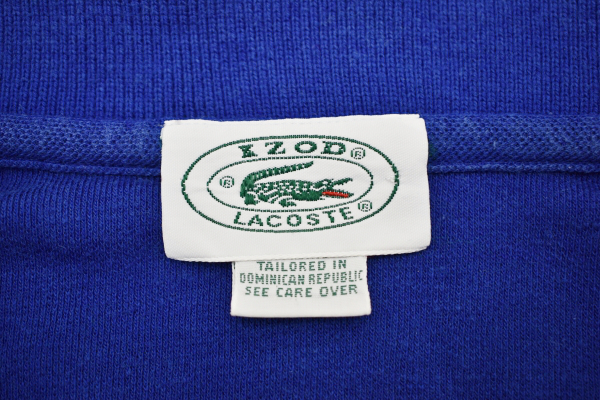 IZOD®
®
LACOSTE®
TAILORED IN
DOMINICAN REPUBLIC
SEE CARE OVER